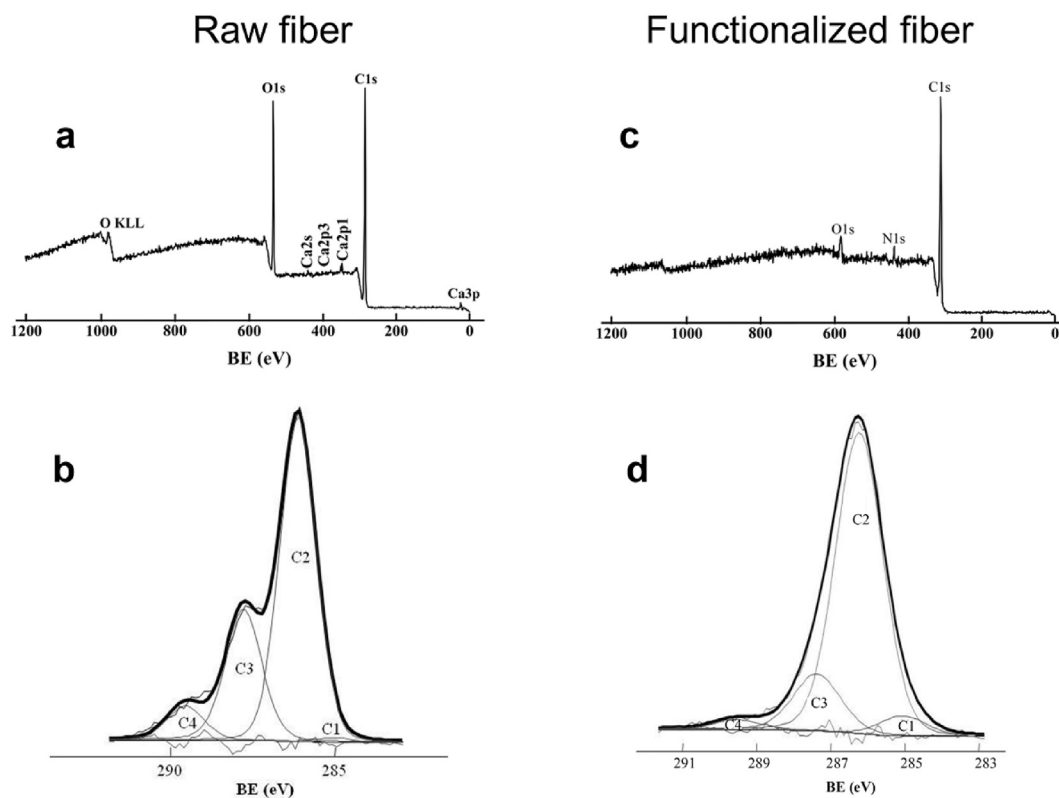 Raw fiber
Functionalized fiber
a
O1s
C1s
O KLL
Ca2s
Ca2p3
Ca2p1
Ca3p
1200 1000 800 600 400 200 0
BE (eV)
c
C1s
O1s
N1s
1200 1000 800 600 400 200 0
BE (eV)
b
C2
C3
C4
C1
290 285
BE (eV)
d
C2
C3
C4
C1
291 289 287 285 283
BE (eV)